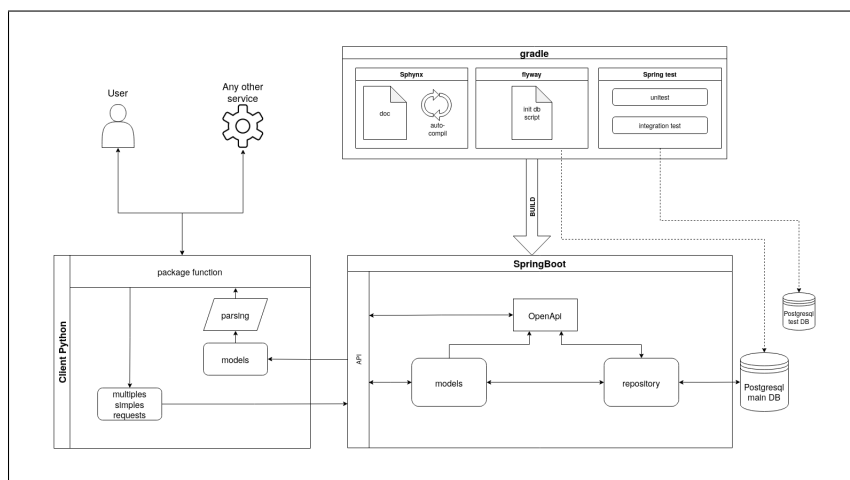 gradle
Sphynx
flyway
Spring test
doc
auto-
compil
init db
script
unitest
integration test
User
Any other
service
BUILD
Client Python
package function
parsing
models
multiples
simples
requests
SpringBoot
API
OpenApi
models
repository
Postgresql
test DB
Postgresql
main DB